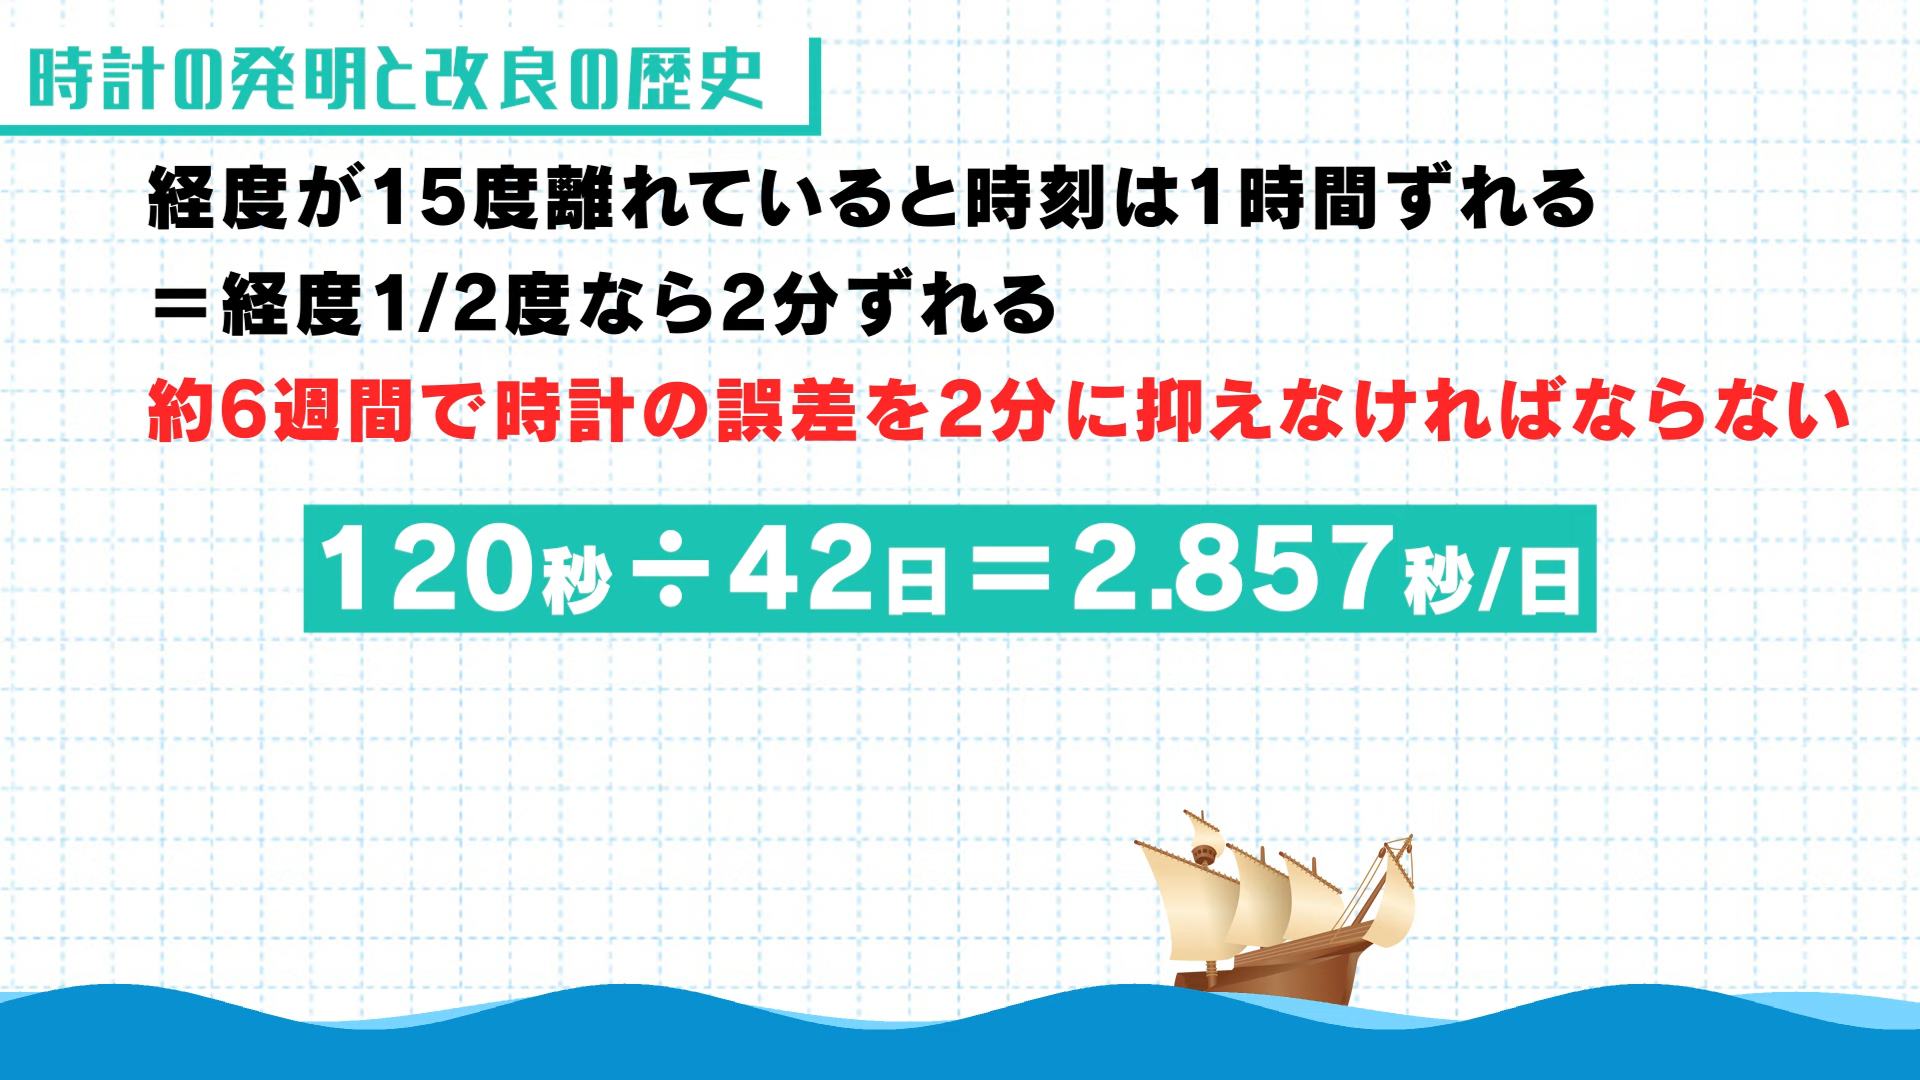 時計の発明と改良の歴史
経度が15度離れていると時刻は1時間ずれる
＝経度1/2度なら2分ずれる
約6週間で時計の誤差を2分に抑えなければならない
120秒÷42日＝2.857秒/日